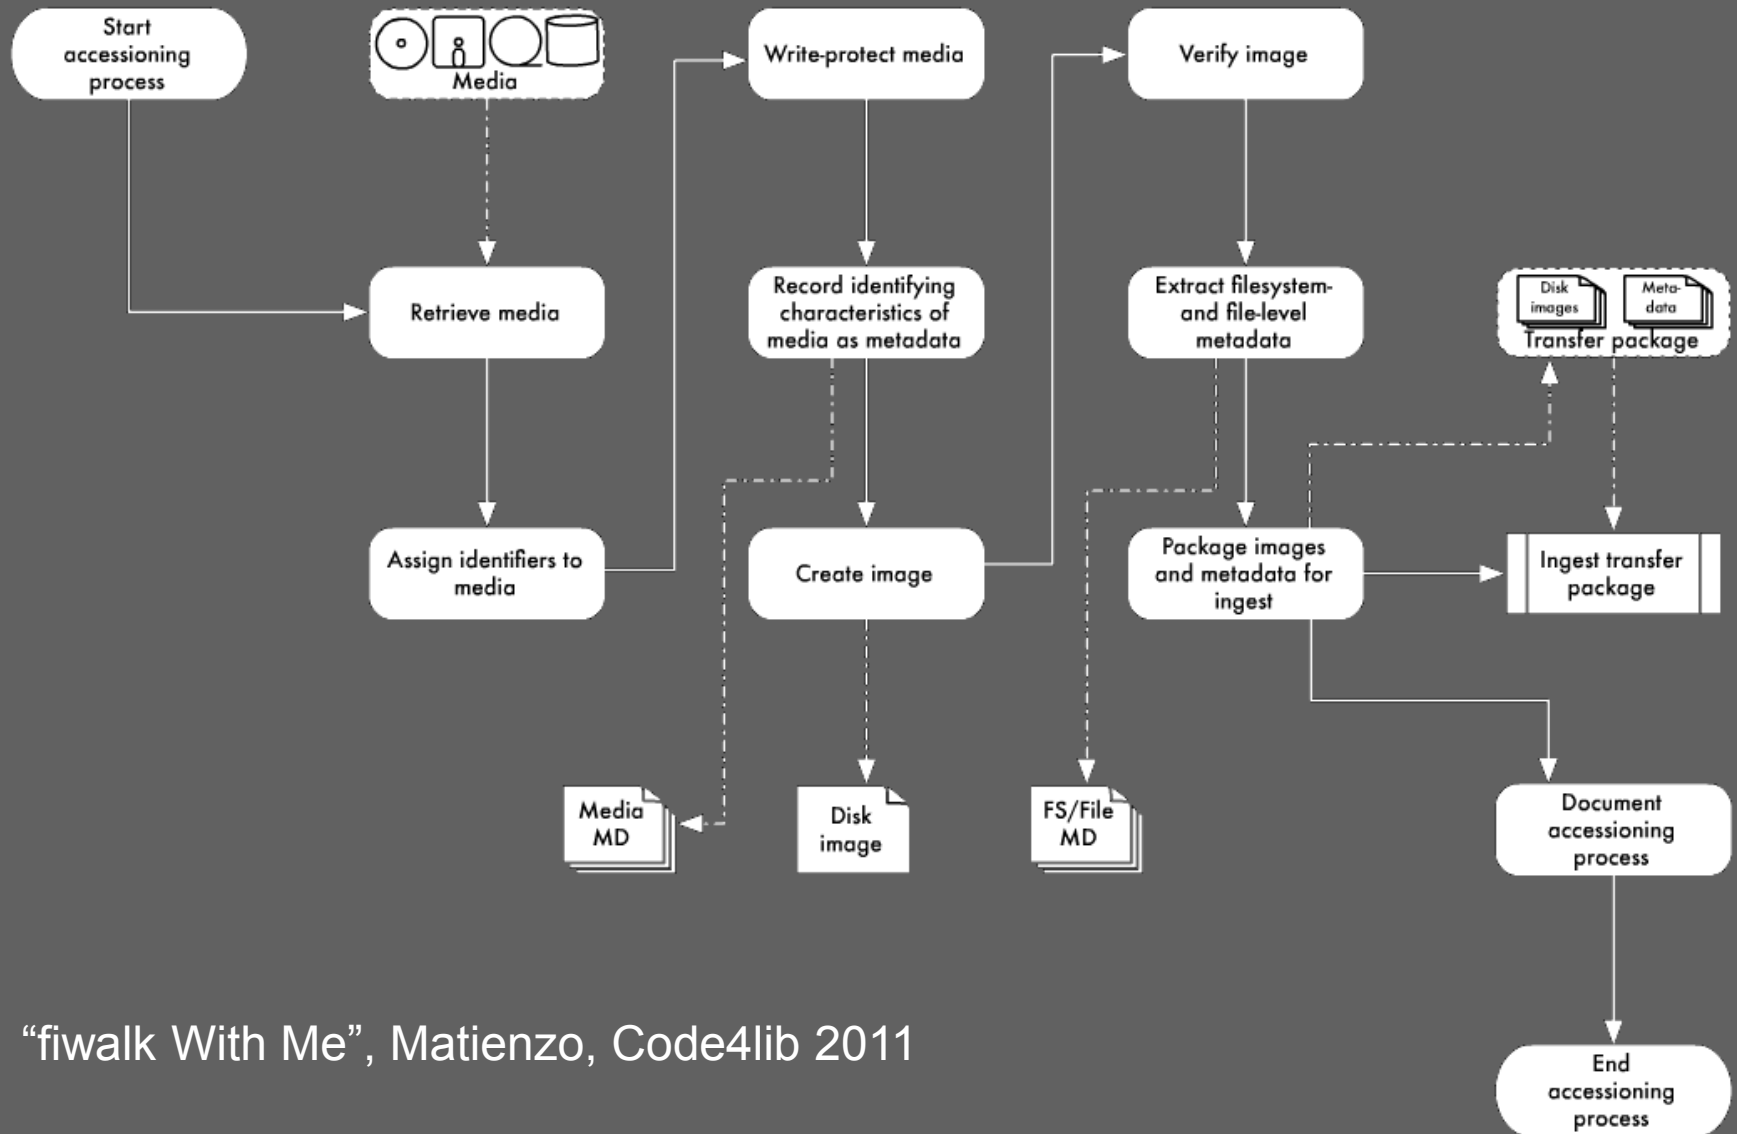 Start
accessioning
process
Media
Write-protect media
Verify image
Retrieve media
Record identifying
characteristics of
media as metadata
Extract filesystem-
and file-level
metadata
Disk
images
Meta-
data
Transfer package
Assign identifiers to
media
Create image
Package images
and metadata for
ingest
Ingest transfer
package
Media
MD
Disk
image
FS/File
MD
Document
accessioning
process
“fiwalk With Me”, Matienzo, Code4lib 2011
End
accessioning
process